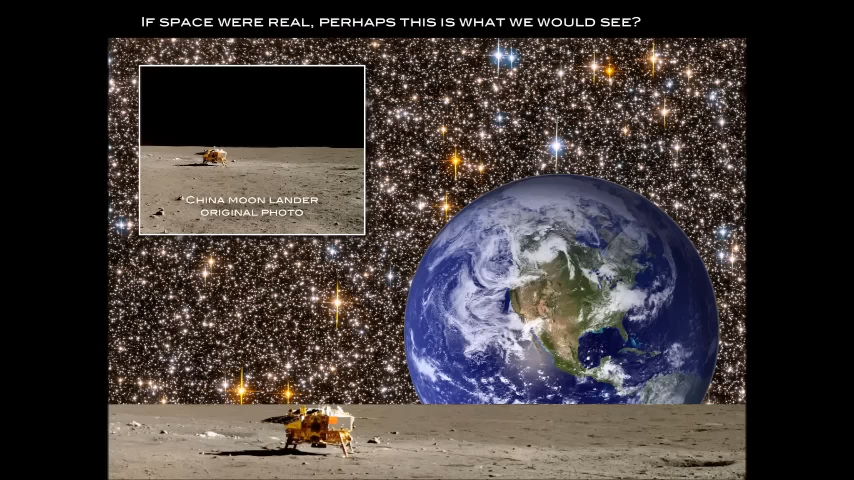 If space were real, perhaps this is what we would see?
*China moon lander
original photo